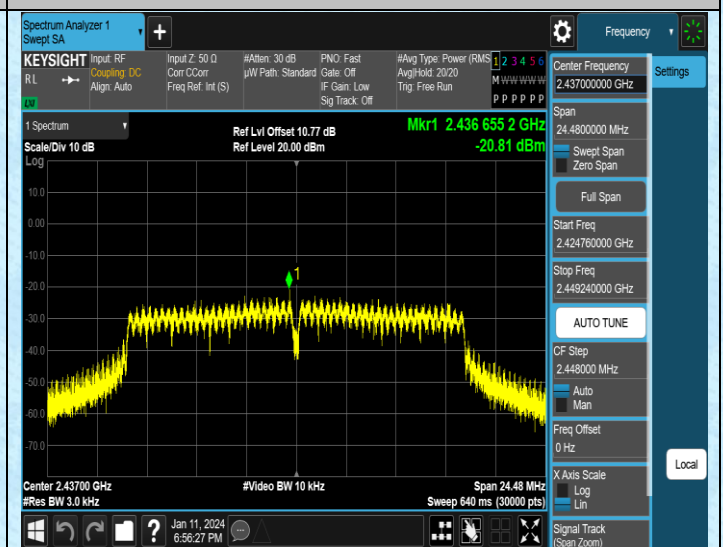 Spectrum Analyzer 1
Swept SA
Frequency
KEYSIGHT
RL
LXI
Input: RF
Coupling: DC
Align: Auto
Input Z: 50 Ω
Corr CCorr
Freq Ref: Int (S)
#Atten: 30 dB
µW Path: Standard
PNO: Fast
Gate: Off
IF Gain: Low
Sig Track: Off
#Avg Type: Power (RMS
Avg|Hold: 20/20
Trig: Free Run
1 2 3 4 5 6
M W W W W W
P P P P P P
Center Frequency
2.437000000 GHz
Settings
Span
24.4800000 MHz
Swept Span
Zero Span
Full Span
Start Freq
2.424760000 GHz
Stop Freq
2.449240000 GHz
AUTO TUNE
CF Step
2.448000 MHz
Auto
Man
Freq Offset
0 Hz
X Axis Scale
Log
Lin
Signal Track
(Span Zoom)
Local
1 Spectrum
Scale/Div 10 dB
Ref Lvl Offset 10.77 dB
Ref Level 20.00 dBm
Mkr1 2.436 655 2 GHz
-20.81 dBm
Log
10.0
0.00
-10.0
-20.0
-30.0
-40.0
-50.0
-60.0
-70.0
1
Center 2.43700 GHz
#Res BW 3.0 kHz
#Video BW 10 kHz
Span 24.48 MHz
Sweep 640 ms (30000 pts)
?
Jan 11, 2024
6:56:27 PM